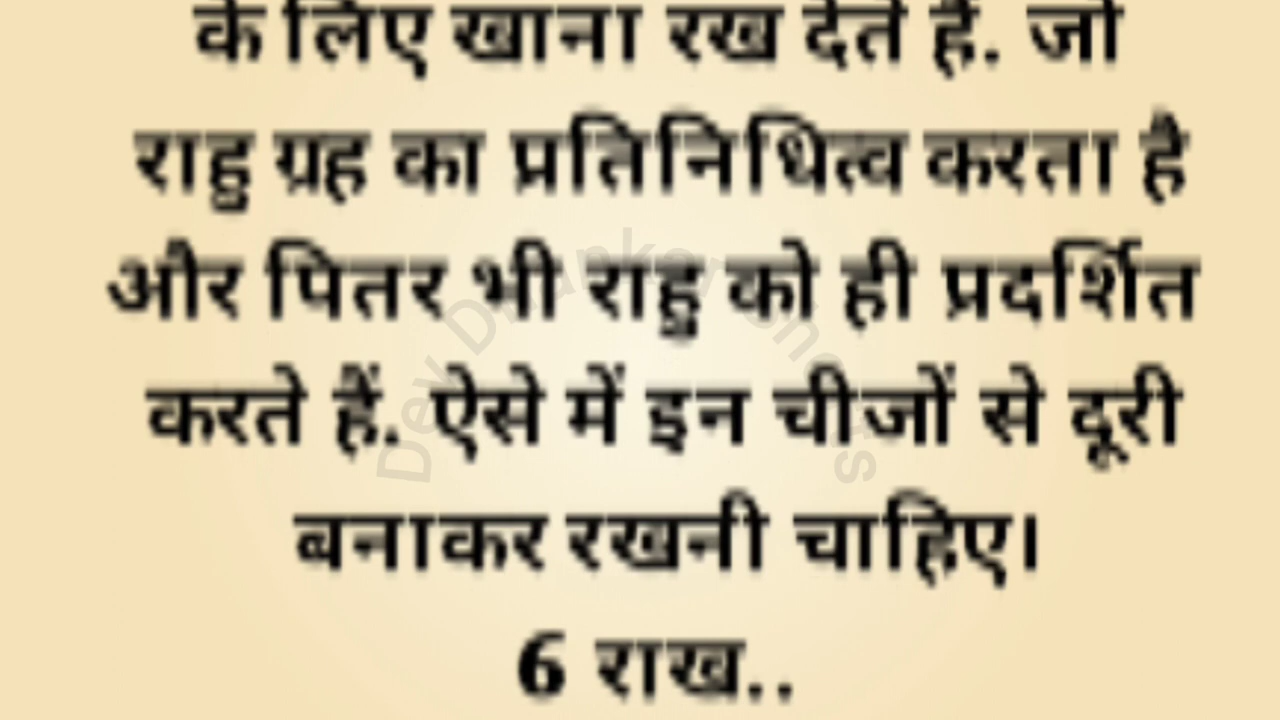 के लिए खाना रख देते हैं. जो
राहु ग्रह का प्रतिनिधित्व करता है
और पितर भी राहु को ही प्रदर्शित
करते हैं. ऐसे में इन चीजों से दूरी
बनाकर रखनी चाहिए।
6 राख..